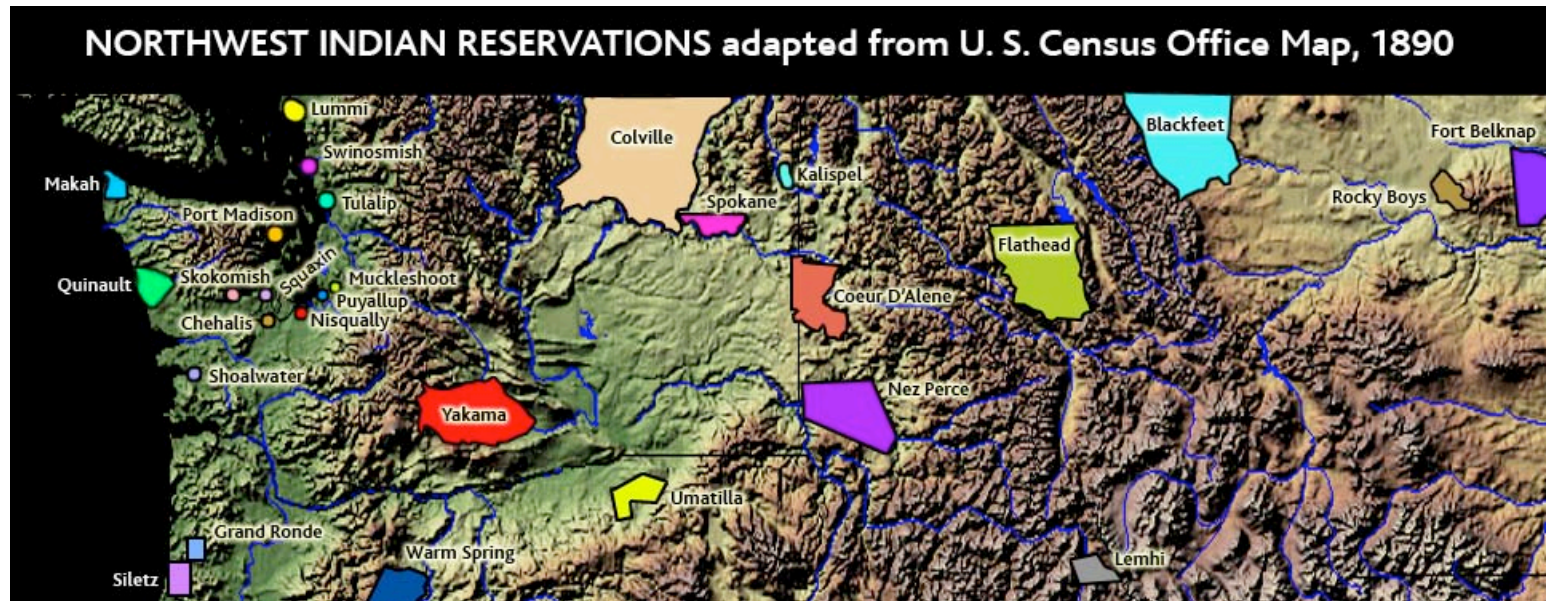 NORTHWEST INDIAN RESERVATIONS adapted from U. S. Census Office Map, 1890
Lummi
Colville
Blackfeet
Fort Belknap
Swinosmish
Makah
Kalispel
Tulalip
Spokane
Rocky Boys
Port Madison
Flathead
Squaxin
Skokomish
Muckleshoot
Quinault
Puyallup
Coeur D'Alene
Nisqually
Chehalis
Shoalwater
Nez Perce
Yakama
Umatilla
Grand Ronde
Warm Spring
Lemhi
Siletz